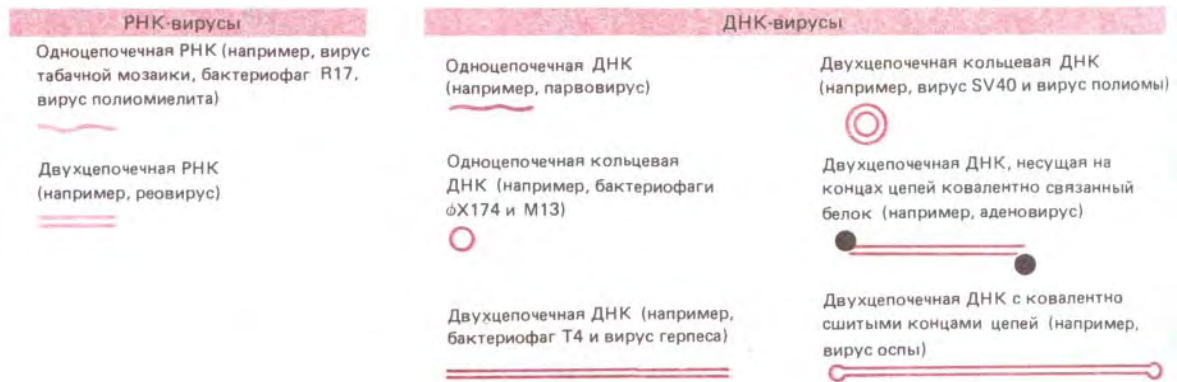 РНК-вирусы
Одноцепочечная РНК (например, вирус
табачной мозаики, бактериофаг R17,
вирус полиомиелита)
Двухцепочечная РНК
(например, реовирус)
ДНК-вирусы
Одноцепочечная ДНК
(например, парвовирус)
Одноцепочечная кольцевая
ДНК (например, бактериофаги
ϕX174 и M13)
Двухцепочечная ДНК (например,
бактериофаг T4 и вирус герпеса)
Двухцепочечная кольцевая ДНК
(например, вирус SV40 и вирус полиомы)
Двухцепочечная ДНК, несущая на
концах цепей ковалентно связанный
белок (например, аденовирус)
Двухцепочечная ДНК с ковалентно
сшитыми концами цепей (например,
вирус оспы)